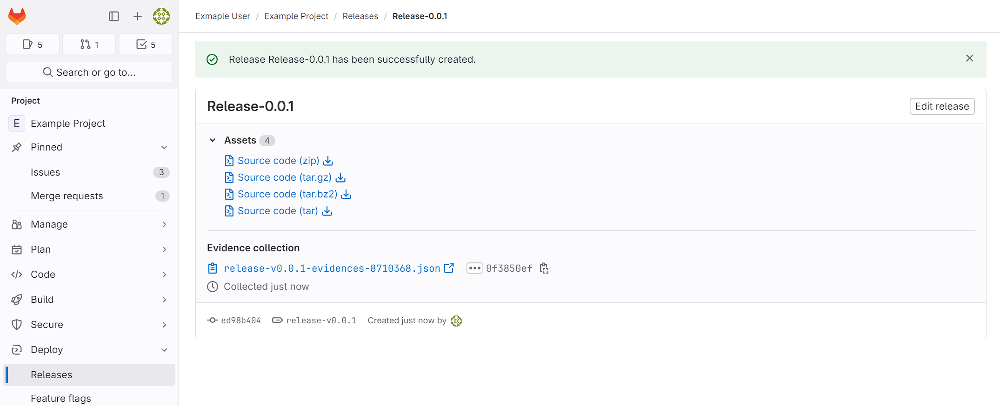 Exmaple User / Example Project / Releases / Release-0.0.1
5
1
5
Search or go to...
Project
E Example Project
Pinned
Issues 3
Merge requests 1
Manage
Plan
Code
Build
Secure
Deploy
Releases
Feature flags
Release Release-0.0.1 has been successfully created.
Release-0.0.1
Edit release
Assets 4
Source code (zip)
Source code (tar.gz)
Source code (tar.bz2)
Source code (tar)
Evidence collection
release-v0.0.1-evidences-8710368.json 0f3850ef
Collected just now
ed98b404 release-v0.0.1 Created just now by